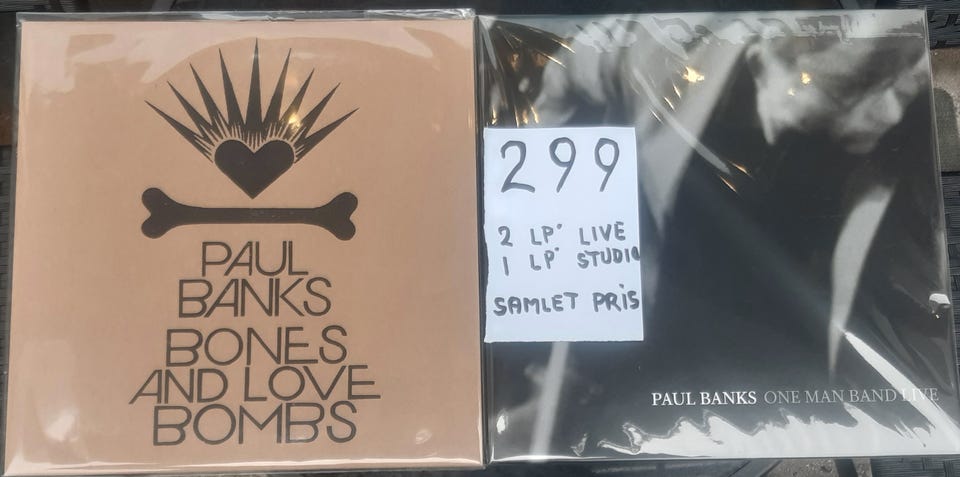 PAUL
BANKS
BONES
AND LOVE
BOMBS
299
2 LP' LIVE
1 LP' STUDIO
SAMLET PRiS
PAUL BANKS ONE MAN BAND LIVE